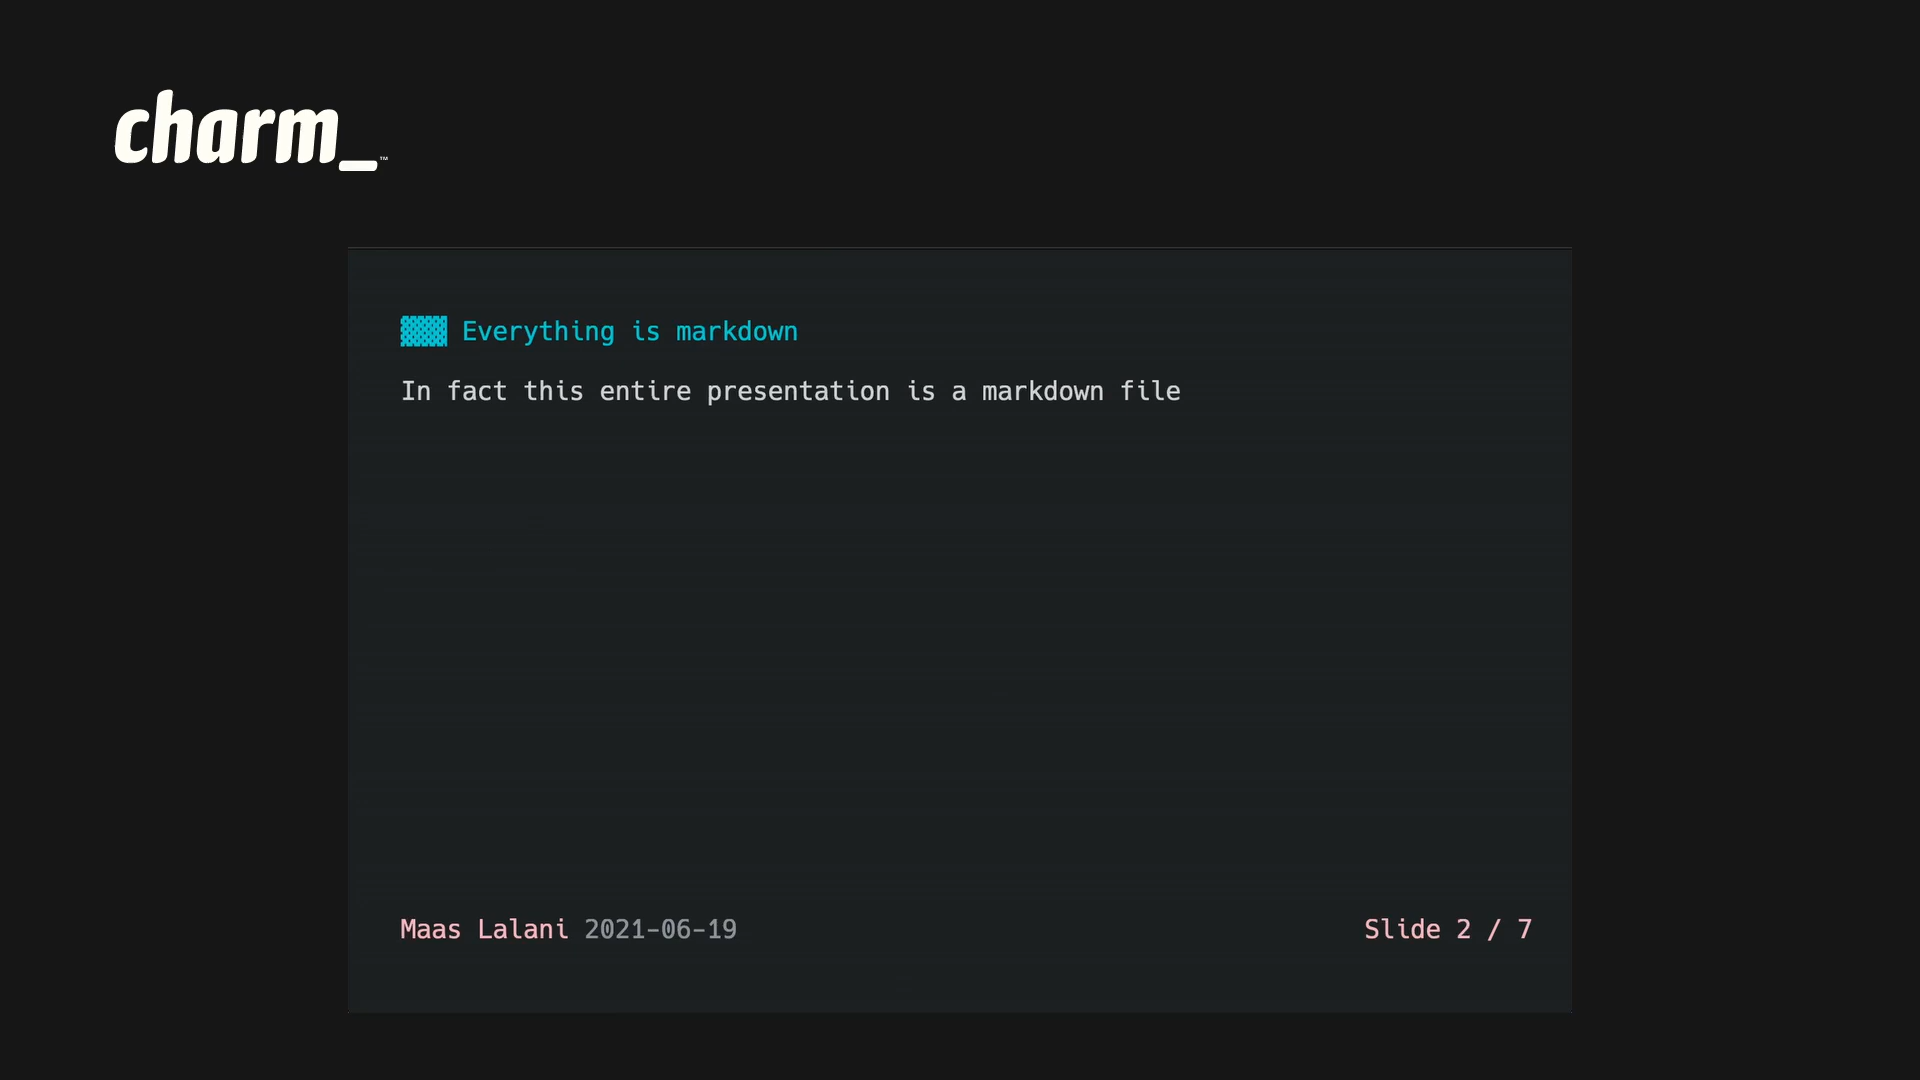 charm_™
▓▓▓ Everything is markdown
In fact this entire presentation is a markdown file
Maas Lalani 2021-06-19
Slide 2 / 7